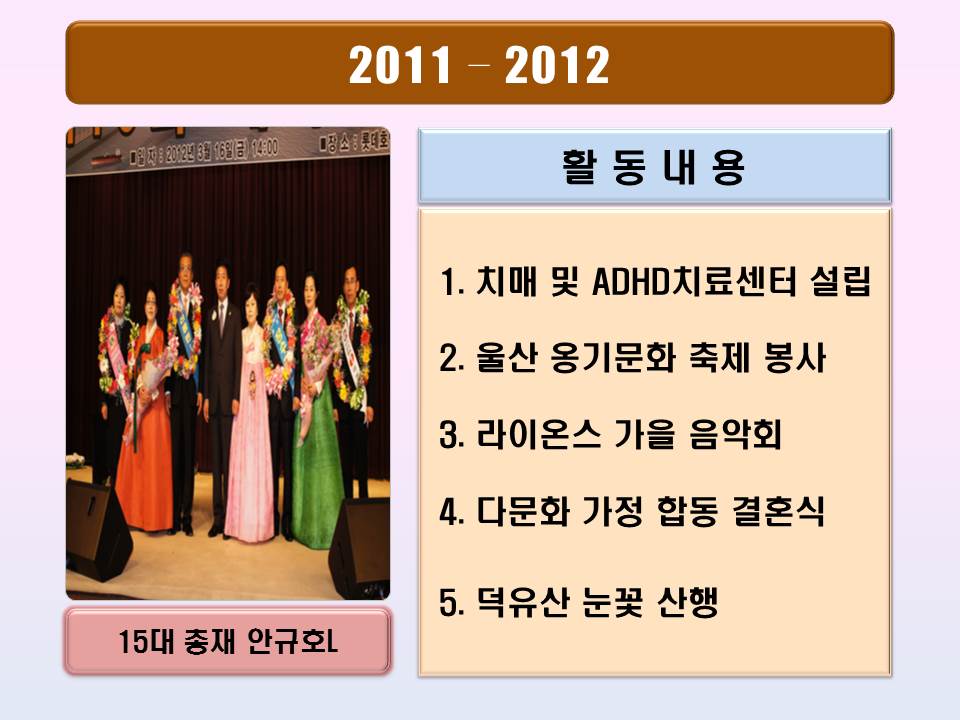 2011 – 2012
■일 자 : 2012년 3월 16일(금) 14:00 ■장 소 : 롯데호
활 동 내 용
1. 치매 및 ADHD치료센터 설립
2. 울산 옹기문화 축제 봉사
3. 라이온스 가을 음악회
4. 다문화 가정 합동 결혼식
5. 덕유산 눈꽃 산행
15대 총재 안규호L